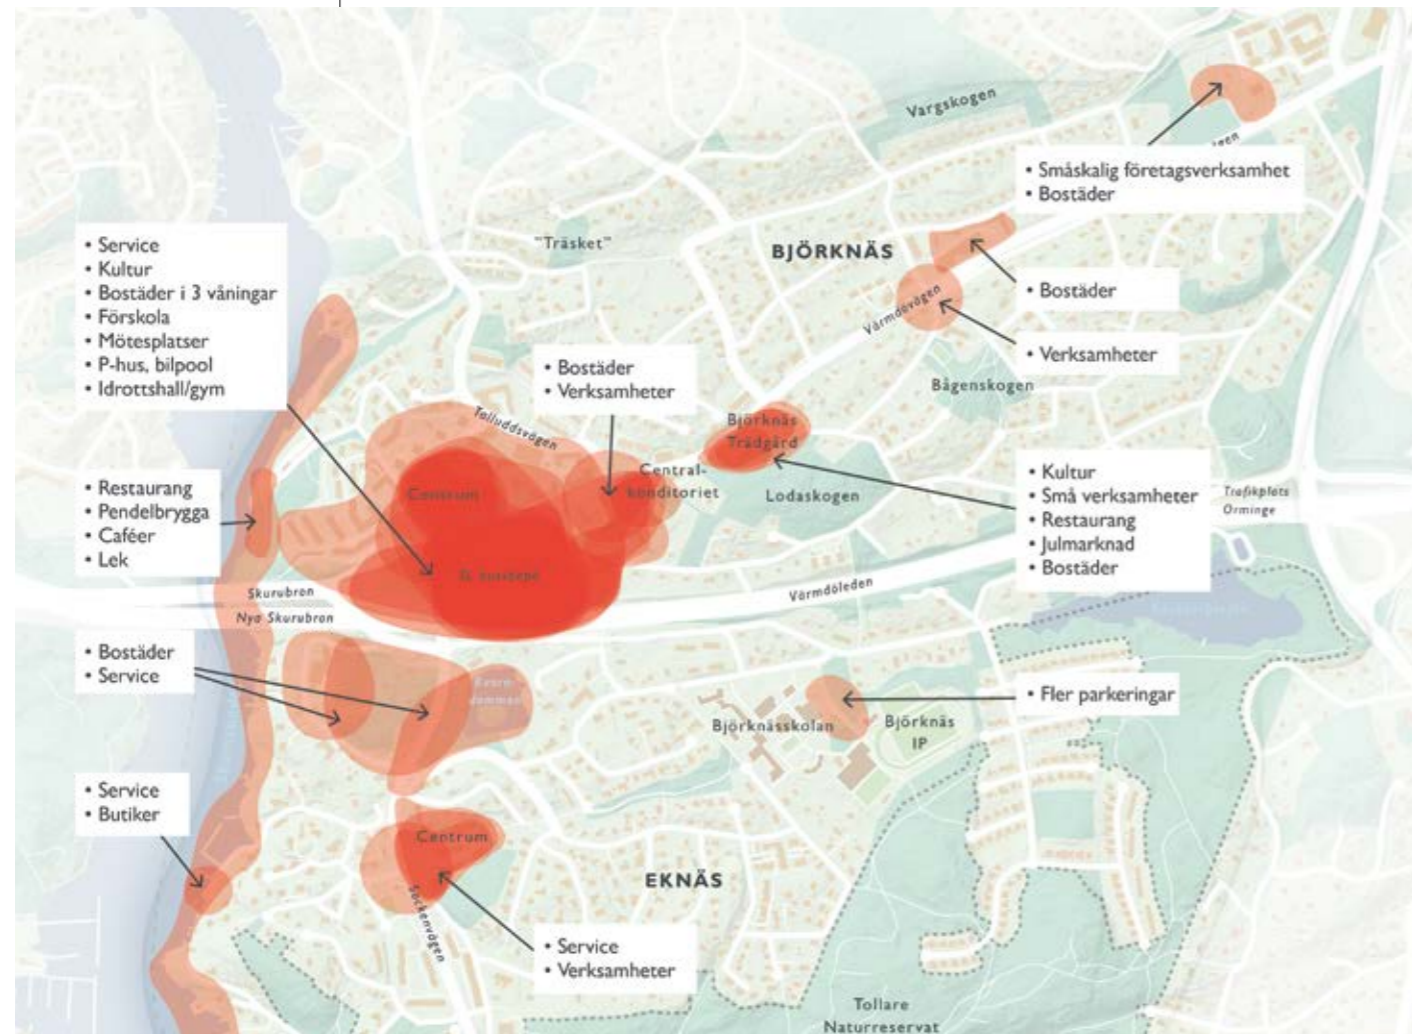 Vargskogen
• Småskalig företagsverksamhet
• Bostäder
"Träsket"
BJÖRKNÄS
• Service
• Kultur
• Bostäder i 3 våningar
• Förskola
• Mötesplatser
• P-hus, bilpool
• Idrottshall/gym
• Bostäder
Värmdövägen
• Verksamheter
• Bostäder
• Verksamheter
Bågenskogen
Talluddsvägen
Björknäs
Trädgård
Central-
konditoriet
Lodaskogen
Centrum
• Kultur
• Små verksamheter
• Restaurang
• Julmarknad
• Bostäder
Trafikplats
Orminge
• Restaurang
• Pendelbrygga
• Caféer
• Lek
Skurubron
Nya Skurubron
Värmdöleden
• Bostäder
• Service
• Fler parkeringar
Björknässkolan
Björknäs
IP
• Service
• Butiker
Centrum
EKNÄS
Sockenvägen
• Service
• Verksamheter
Tollare
Naturreservat